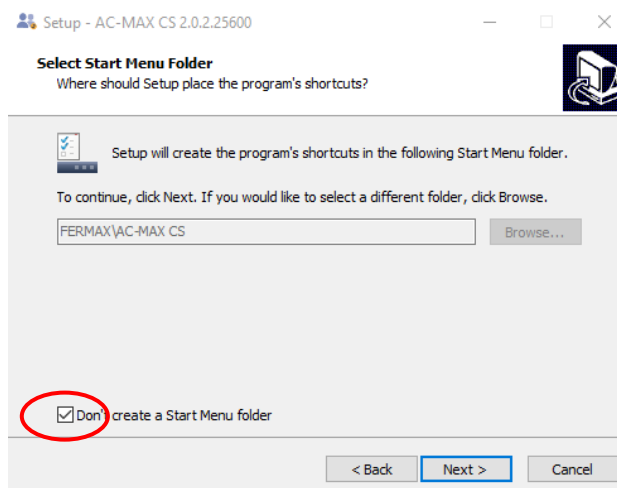 Setup - AC-MAX CS 2.0.2.25600
Select Start Menu Folder
Where should Setup place the program's shortcuts?
Setup will create the program's shortcuts in the following Start Menu folder.
To continue, click Next. If you would like to select a different folder, click Browse.
FERMAX\AC-MAX CS
Browse...
Don't create a Start Menu folder
< Back
Next >
Cancel